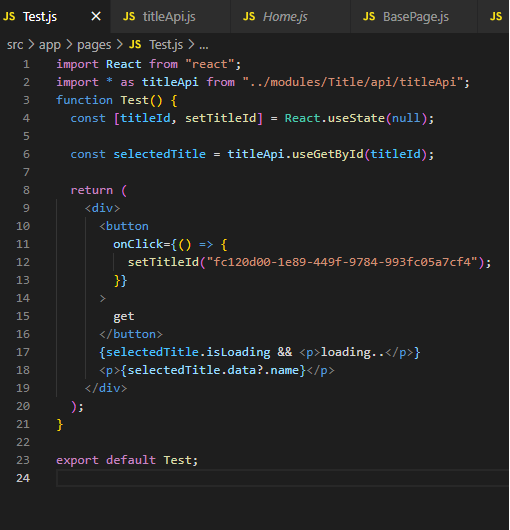 JS Test.js × JS titleApi.js JS Home.js JS BasePage.js JS
src > app > pages > JS Test.js > ...
1 import React from "react";
2 import * as titleApi from "../modules/Title/api/titleApi";
3 function Test() {
4   const [titleId, setTitleId] = React.useState(null);
5
6   const selectedTitle = titleApi.useGetById(titleId);
7
8   return (
9     <div>
10       <button
11         onClick={() => {
12           setTitleId("fc120d00-1e89-449f-9784-993fc05a7cf4");
13         }}
14       >
15         get
16       </button>
17       {selectedTitle.isLoading && <p>loading..</p>}
18       <p>{selectedTitle.data?.name}</p>
19     </div>
20   );
21 }
22
23 export default Test;
24